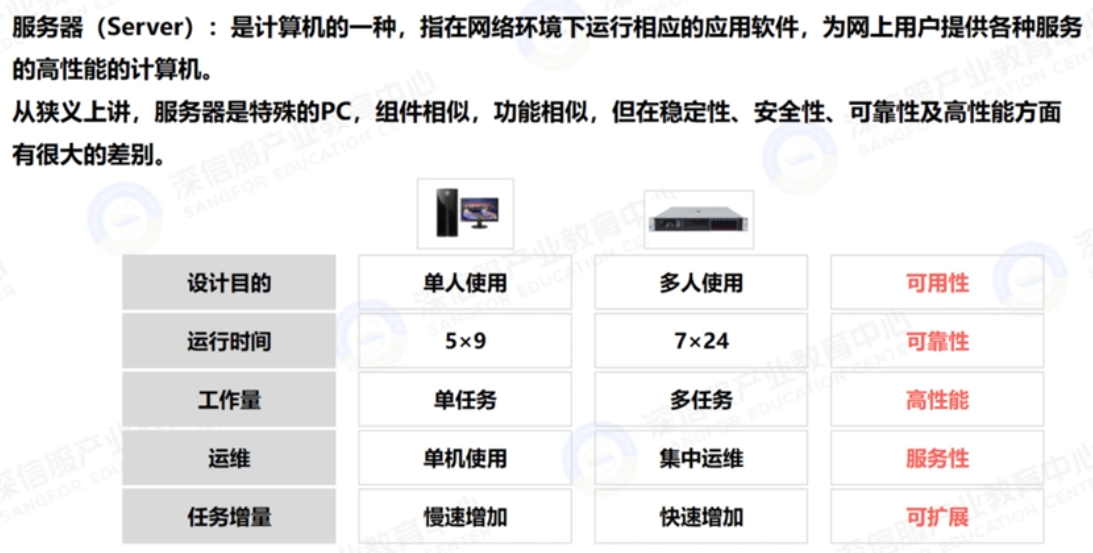 服务器（Server）：是计算机的一种，指在网络环境下运行相应的应用软件，为网上用户提供各种服务
的高性能的计算机。
从狭义上讲，服务器是特殊的PC，组件相似，功能相似，但在稳定性、安全性、可靠性及高性能方面
有很大的差别。
设计目的 单人使用 多人使用 可用性
运行时间 5×9 7×24 可靠性
工作量 单任务 多任务 高性能
运维 单机使用 集中运维 服务性
任务增量 慢速增加 快速增加 可扩展
深信服产业教育中心
SANGFOR EDUCATION CENTER